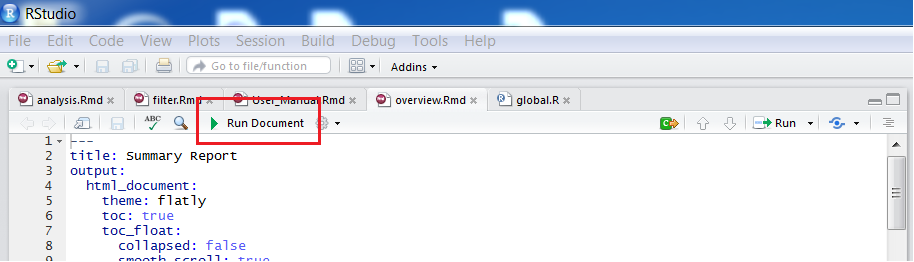 R RStudio
File Edit Code View Plots Session Build Debug Tools Help
Go to file/function Addins
analysis.Rmd × filter.Rmd × User_Manual.Rmd × overview.Rmd × global.R ×
ABC Run Document C Run
1 ---
2 title: Summary Report
3 output:
4 html_document:
5 theme: flatly
6 toc: true
7 toc_float:
8 collapsed: false
9 smooth_scroll: true